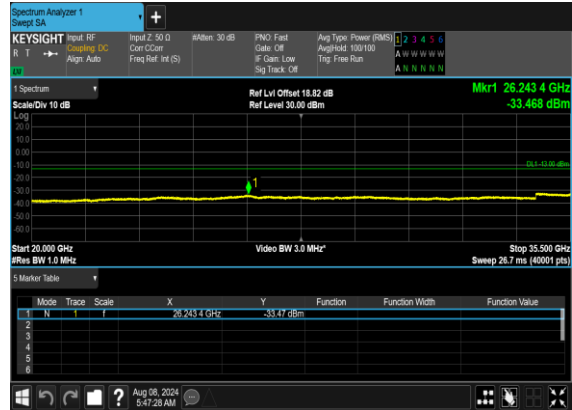 Spectrum Analyzer 1
Swept SA
+
KEYSIGHT Input: RF Input Z: 50 Ω #Atten: 30 dB PNO: Fast Avg Type: Power (RMS) 1 2 3 4 5 6
R T Coupling: DC Corr CCorr Gate: Off Avg|Hold: 100/100 A W W W W W
Align: Auto Freq Ref: Int (S) IF Gain: Low Trig: Free Run
Sig Track: Off A N N N N N
1 Spectrum Ref Lvl Offset 18.82 dB Mkr1 26.243 4 GHz
Scale/Div 10 dB Ref Level 30.00 dBm -33.468 dBm
Log
20.0
10.0
0.00
-10.0
DL1 -13.00 dBm
-20.0
1
-30.0
-40.0
-50.0
-60.0
Start 20.000 GHz Video BW 3.0 MHz* Stop 35.500 GHz
#Res BW 1.0 MHz Sweep 26.7 ms (40001 pts)
5 Marker Table
Mode Trace Scale X Y Function Function Width Function Value
1 N 1 f 26.243 4 GHz -33.47 dBm
2
3
4
5
6
? Aug 08, 2024
5:47:28 AM